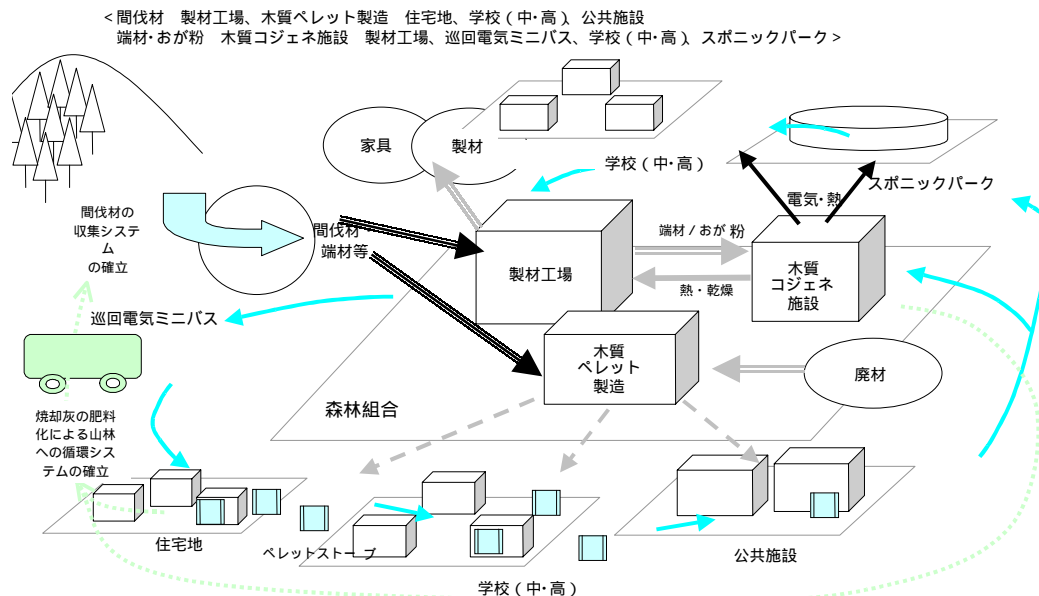 <間伐材　製材工場、木質ペレット製造　住宅地、学校(中・高)、公共施設
端材・おが粉　木質コジェネ施設　製材工場、巡回電気ミニバス、学校(中・高)、スポニックパーク>
家具
製材
学校(中・高)
スポニックパーク
電気・熱
間伐材の
収集システ
ム
の確立
間伐材
端材等
製材工場
端材/おが粉
熱・乾燥
木質
コジェネ
施設
巡回電気ミニバス
木質
ペレット
製造
廃材
森林組合
焼却灰の肥料
化による山林
への循環シス
テムの確立
住宅地
ペレットストーブ
学校(中・高)
公共施設